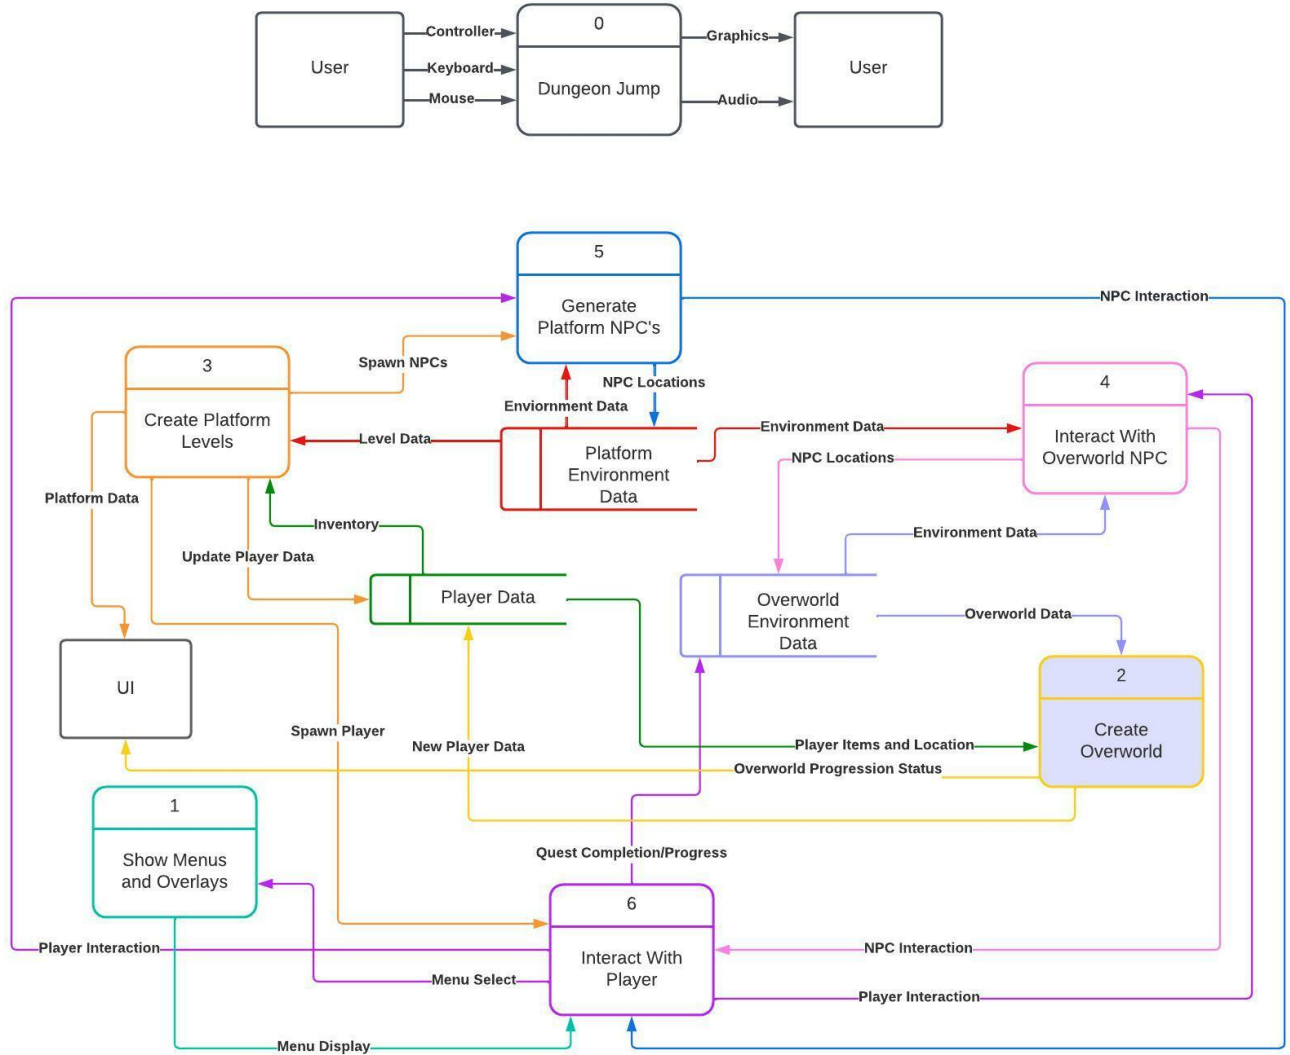 0
Controller
Graphics
User
Keyboard
User
Dungeon Jump
Mouse
Audio
5
NPC Interaction
Generate
Platform NPC's
3
Spawn NPCs
NPC Locations
4
Enviornment Data
Create Platform
Levels
Level Data
Environment Data
Interact With
Overworld NPC
Platform
Environment
Data
NPC Locations
Platform Data
Inventory
Environment Data
Update Player Data
Player Data
Overworld
Environment
Data
Overworld Data
UI
2
Spawn Player
New Player Data
Player Items and Location
Create
Overworld
Overworld Progression Status
1
Show Menus
and Overlays
Quest Completion/Progress
6
Player Interaction
NPC Interaction
Interact With
Player
Menu Select
Player Interaction
Menu Display